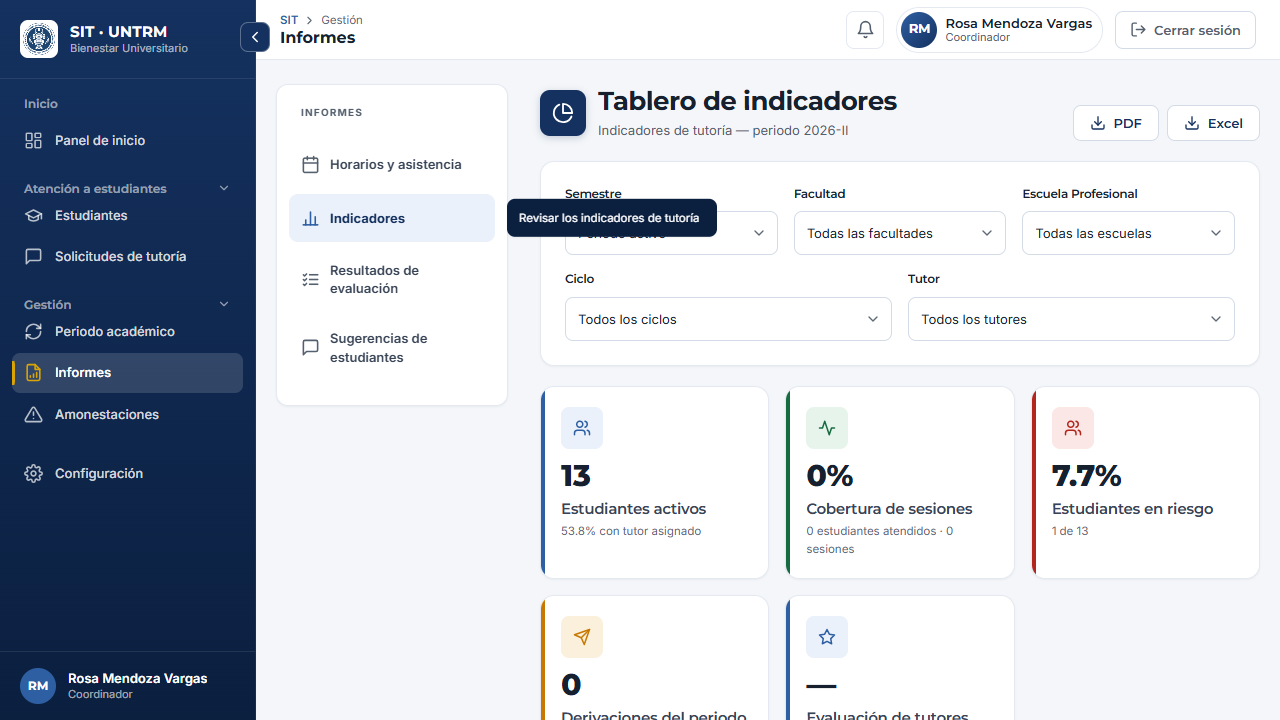 SIT · UNTRM
Bienestar Universitario
Inicio
Panel de inicio
Atención a estudiantes
Estudiantes
Solicitudes de tutoría
Gestión
Periodo académico
Informes
Amonestaciones
Configuración
RM
Rosa Mendoza Vargas
Coordinador
SIT > Gestión
Informes
RM
Rosa Mendoza Vargas
Coordinador
Cerrar sesión
INFORMES
Horarios y asistencia
Indicadores
Resultados de
evaluación
Sugerencias de
estudiantes
Tablero de indicadores
Indicadores de tutoría — periodo 2026-II
PDF
Excel
Semestre
Revisar los indicadores de tutoría
Facultad
Todas las facultades
Escuela Profesional
Todas las escuelas
Ciclo
Todos los ciclos
Tutor
Todos los tutores
13
Estudiantes activos
53.8% con tutor asignado
0%
Cobertura de sesiones
0 estudiantes atendidos · 0
sesiones
7.7%
Estudiantes en riesgo
1 de 13
0
Derivaciones del periodo
—
Evaluación de tutores